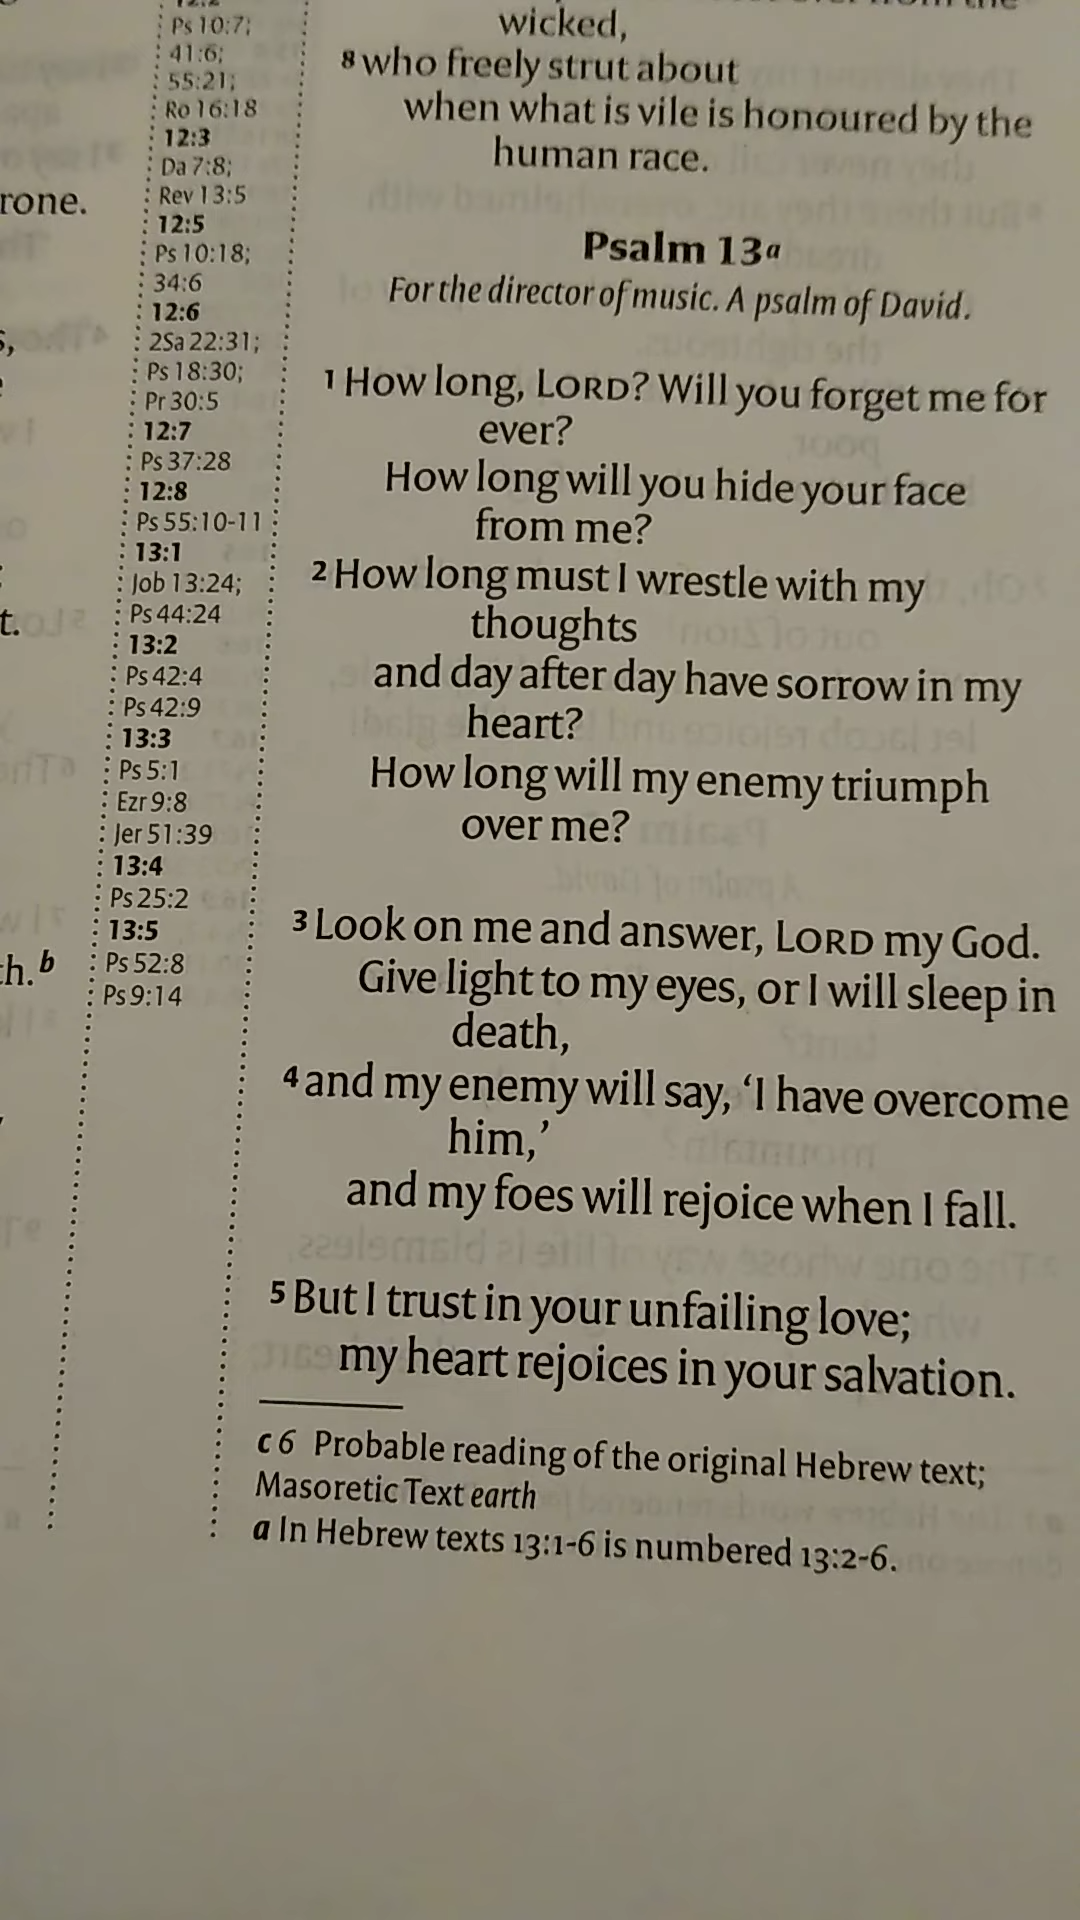 rone.
t.
th. b
Ps 10:7;
41:6;
55:21;
Ro 16:18
12:3
Da 7:8;
Rev 13:5
12:5
Ps 10:18;
34:6
12:6
2Sa 22:31;
Ps 18:30;
Pr 30:5
12:7
Ps 37:28
12:8
Ps 55:10-11
13:1
Job 13:24;
Ps 44:24
13:2
Ps 42:4
Ps 42:9
13:3
Ps 5:1
Ezr 9:8
Jer 51:39
13:4
Ps 25:2
13:5
Ps 52:8
Ps 9:14
wicked,
8 who freely strut about
when what is vile is honoured by the
human race.
Psalm 13a
For the director of music. A psalm of David.
1 How long, LORD? Will you forget me for
ever?
How long will you hide your face
from me?
2 How long must I wrestle with my
thoughts
and day after day have sorrow in my
heart?
How long will my enemy triumph
over me?
3 Look on me and answer, LORD my God.
Give light to my eyes, or I will sleep in
death,
4 and my enemy will say, ‘I have overcome
him,’
and my foes will rejoice when I fall.
5 But I trust in your unfailing love;
my heart rejoices in your salvation.
c 6 Probable reading of the original Hebrew text;
Masoretic Text earth
a In Hebrew texts 13:1-6 is numbered 13:2-6.